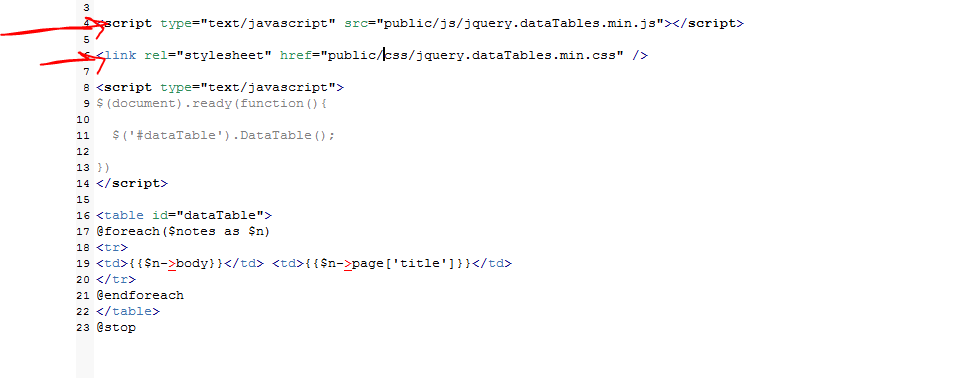 3
4 <script type="text/javascript" src="public/js/jquery.dataTables.min.js"></script>
5
6 <link rel="stylesheet" href="public/css/jquery.dataTables.min.css" />
7
8 <script type="text/javascript">
9 $(document).ready(function(){
10
11   $('#dataTable').DataTable();
12
13 })
14 </script>
15
16 <table id="dataTable">
17 @foreach($notes as $n)
18 <tr>
19 <td>{{$n->body}}</td> <td>{{$n->page['title']}}</td>
20 </tr>
21 @endforeach
22 </table>
23 @stop